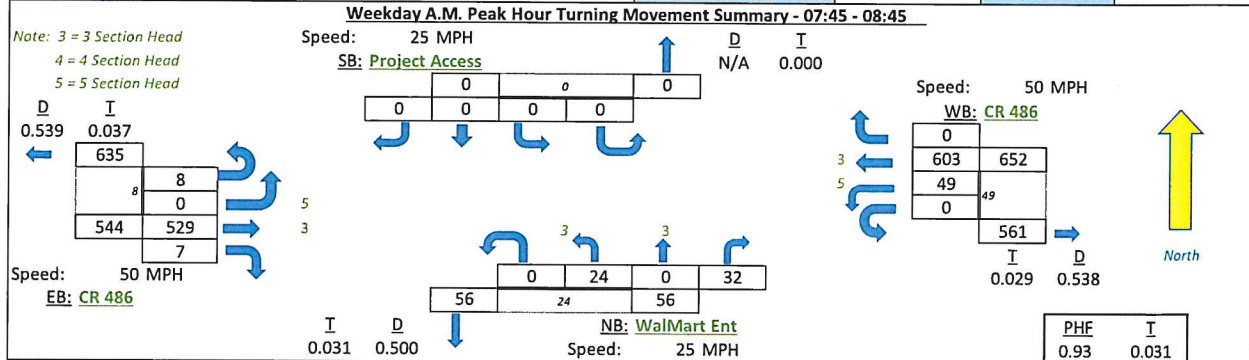 Weekday A.M. Peak Hour Turning Movement Summary - 07:45 - 08:45
Note: 3 = 3 Section Head
4 = 4 Section Head
5 = 5 Section Head
Speed: 25 MPH
SB: Project Access
D T
N/A 0.000
0 0 0
0 0 0 0
D T
0.539 0.037
635
8
8
0 5
544 529 3
7
Speed: 50 MPH
EB: CR 486
Speed: 50 MPH
WB: CR 486
0
3 603 652
5 49 49
0
561
T D
0.029 0.538
North
3 3
0 24 0 32
56 24 56
T D
0.031 0.500
NB: WalMart Ent
Speed: 25 MPH
PHF T
0.93 0.031